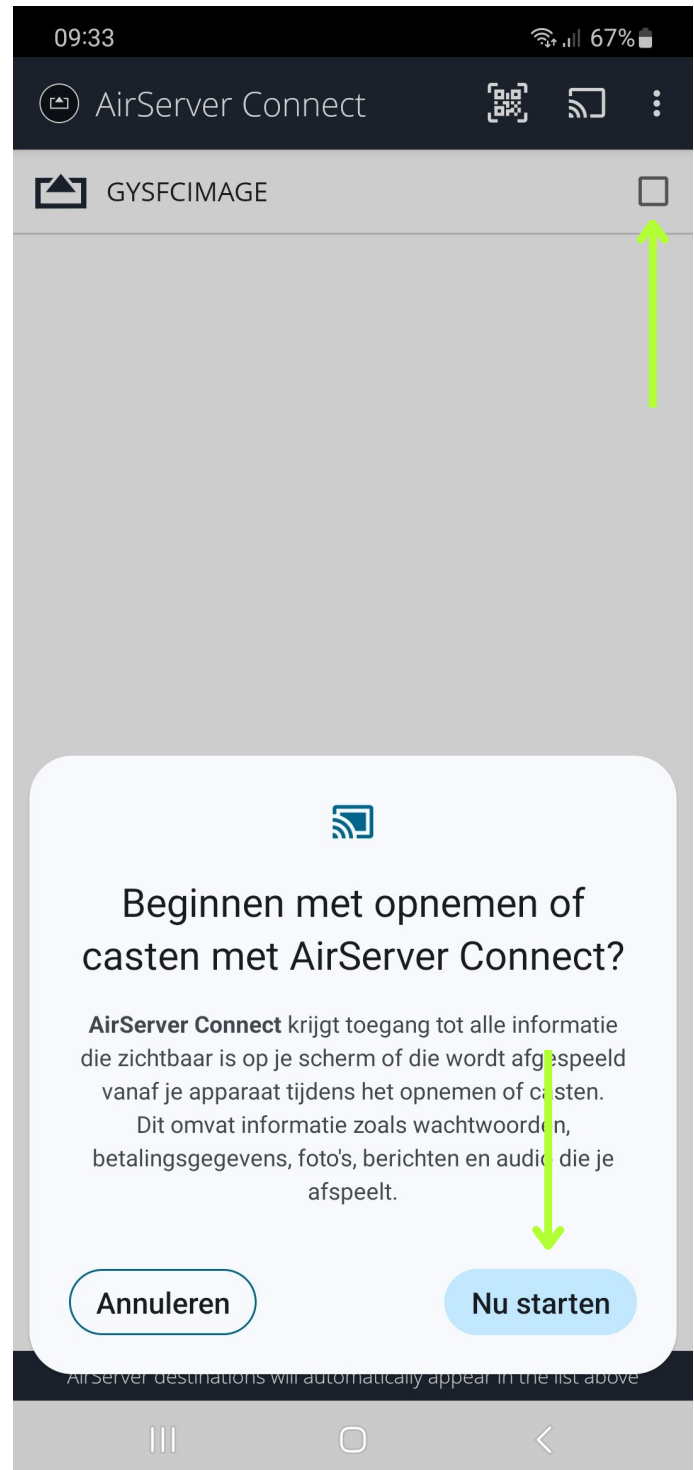 09:33 67%
AirServer Connect
GYSFCIMAGE
Beginnen met opnemen of
casten met AirServer Connect?
AirServer Connect krijgt toegang tot alle informatie
die zichtbaar is op je scherm of die wordt afgespeeld
vanaf je apparaat tijdens het opnemen of casten.
Dit omvat informatie zoals wachtwoorden,
betalingsgegevens, foto's, berichten en audio die je
afspeelt.
Annuleren Nu starten
AirServer destinations will automatically appear in the list above